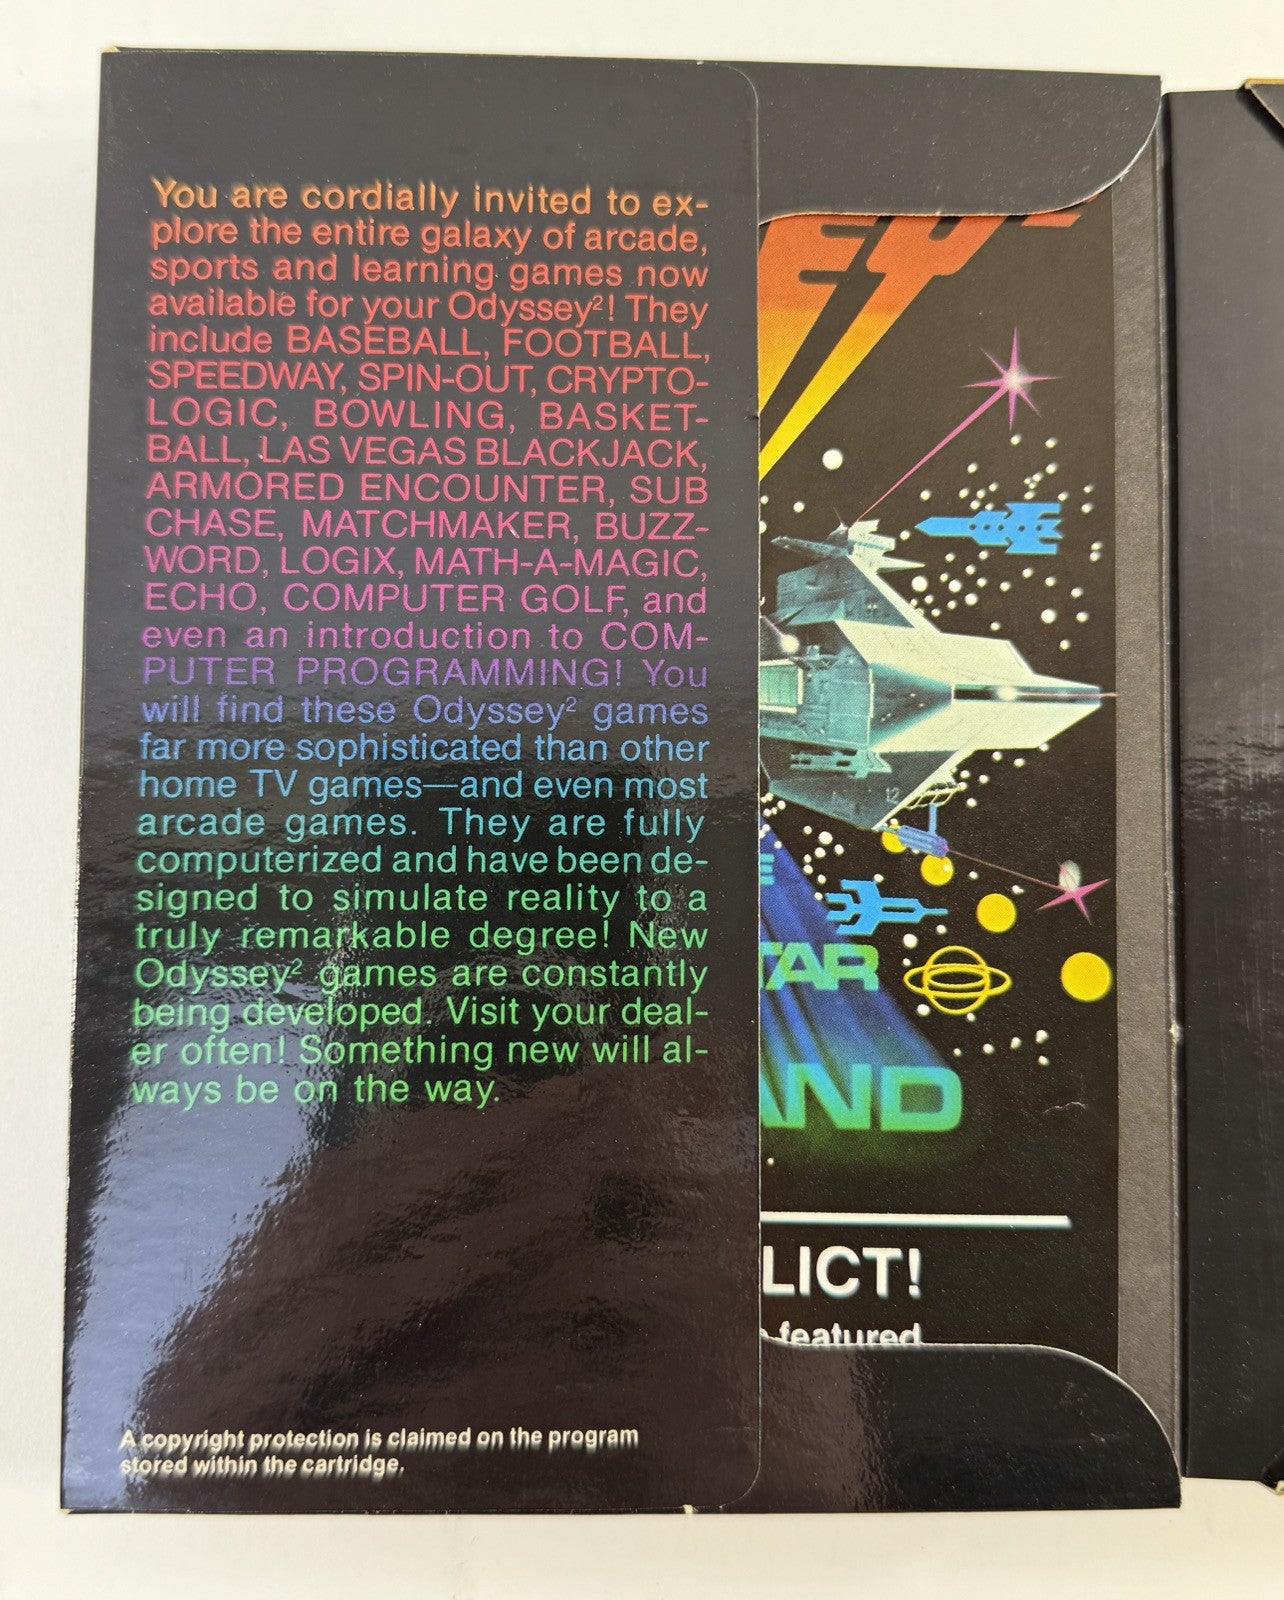 You are cordially invited to ex-
plore the entire galaxy of arcade,
sports and learning games now
available for your Odyssey²! They
include BASEBALL, FOOTBALL,
SPEEDWAY, SPIN-OUT, CRYPTO-
LOGIC, BOWLING, BASKET-
BALL, LAS VEGAS BLACKJACK,
ARMORED ENCOUNTER, SUB
CHASE, MATCHMAKER, BUZZ-
WORD, LOGIX, MATH-A-MAGIC,
ECHO, COMPUTER GOLF, and
even an introduction to COM-
PUTER PROGRAMMING! You
will find these Odyssey² games
far more sophisticated than other
home TV games—and even most
arcade games. They are fully
computerized and have been de-
signed to simulate reality to a
truly remarkable degree! New
Odyssey² games are constantly
being developed. Visit your deal-
er often! Something new will al-
ways be on the way.
A copyright protection is claimed on the program
stored within the cartridge.
EY²
12
E
TAR
AND
LICT!
featured